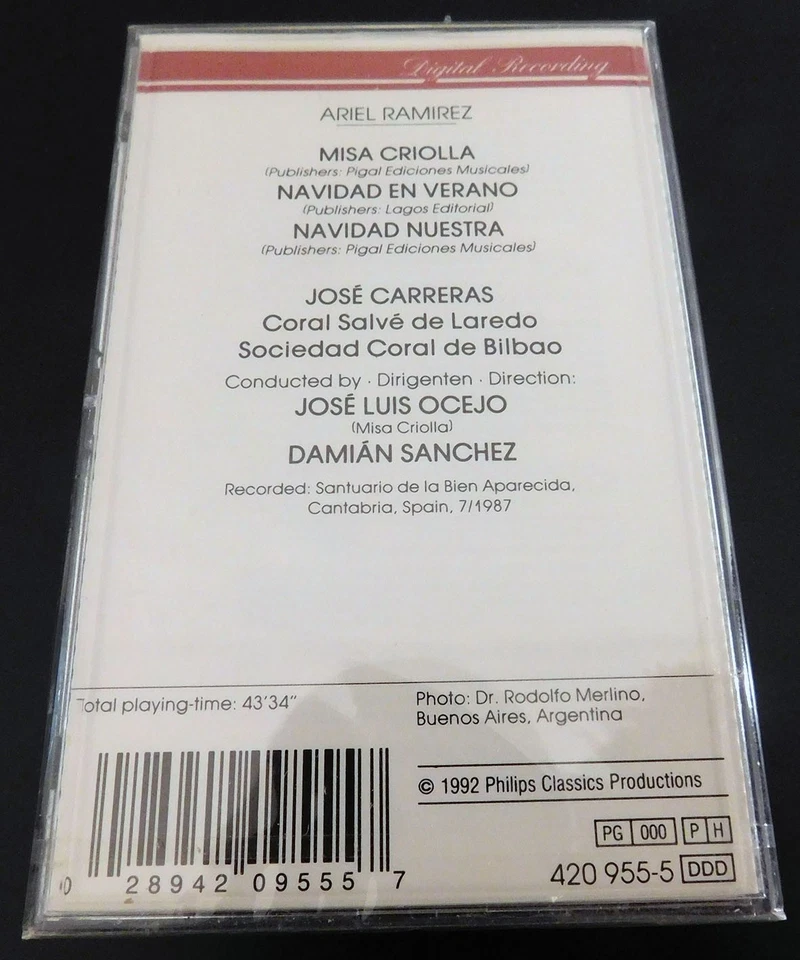 Digital Recording
ARIEL RAMIREZ
MISA CRIOLLA
(Publishers: Pigal Ediciones Musicales)
NAVIDAD EN VERANO
(Publishers: Lagos Editorial)
NAVIDAD NUESTRA
(Publishers: Pigal Ediciones Musicales)
JOSÉ CARRERAS
Coral Salvé de Laredo
Sociedad Coral de Bilbao
Conducted by · Dirigenten · Direction:
JOSÉ LUIS OCEJO
(Misa Criolla)
DAMIÁN SANCHEZ
Recorded: Santuario de la Bien Aparecida,
Cantabria, Spain, 7/1987
Total playing-time: 43'34"
Photo: Dr. Rodolfo Merlino,
Buenos Aires, Argentina
© 1992 Philips Classics Productions
PG 000 P H
420 955-5 DDD
0 28942 09555 7